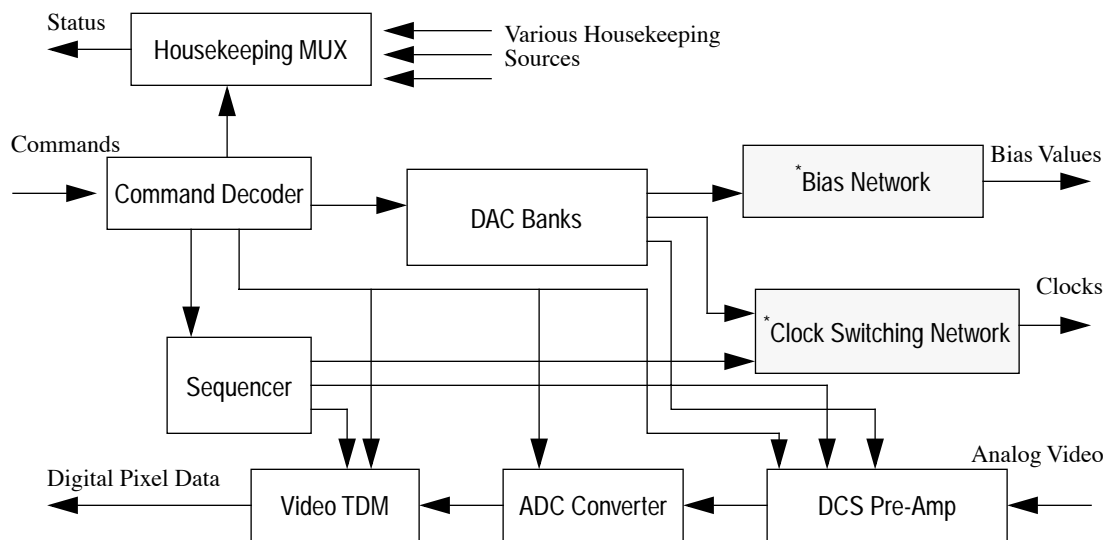 Status
Housekeeping MUX
Various Housekeeping
Sources
Commands
Command Decoder
DAC Banks
*Bias Network
Bias Values
Clocks
*Clock Switching Network
Sequencer
Digital Pixel Data
Video TDM
ADC Converter
DCS Pre-Amp
Analog Video